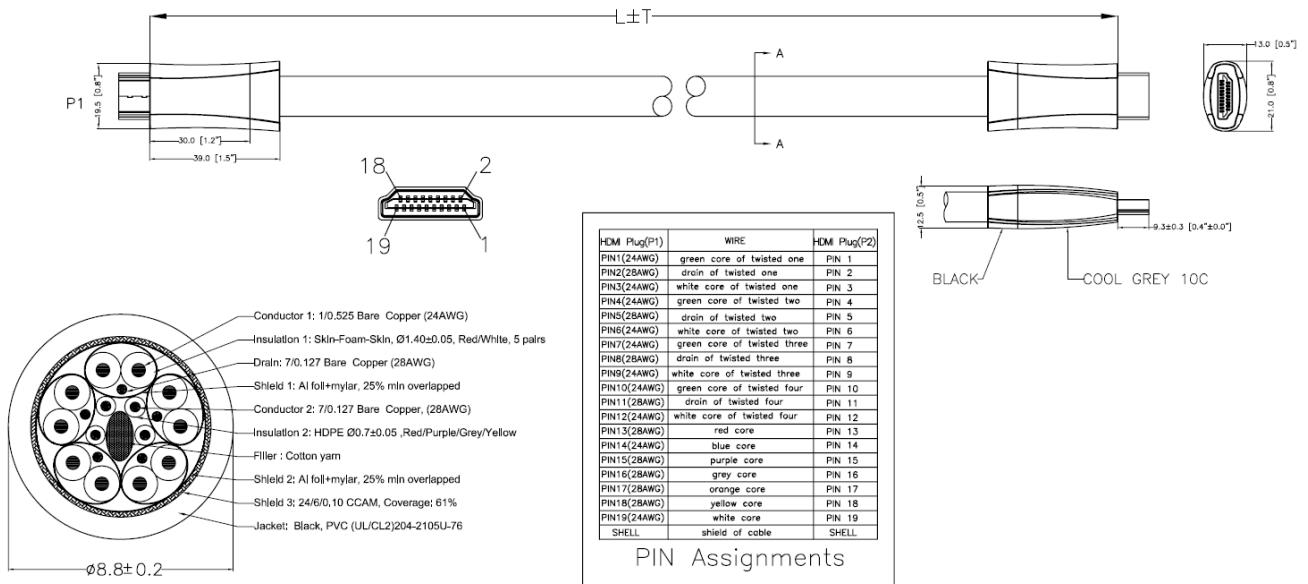 L±T
A
A
P1
19.5 [0.8"]
30.0 [1.2"]
39.0 [1.5"]
13.0 [0.5"]
21.0 [0.8"]
18
2
19
1
12.5 [0.5"]
9.3±0.3 [0.4"±0.0"]
BLACK
COOL GREY 10C
Conductor 1: 1/0.525 Bare Copper (24AWG)
Insulation 1: Skin-Foam-Skin, Ø1.40±0.05, Red/White, 5 pairs
Drain: 7/0.127 Bare Copper (28AWG)
Shield 1: Al foil+mylar, 25% min overlapped
Conductor 2: 7/0.127 Bare Copper, (28AWG)
Insulation 2: HDPE Ø0.7±0.05 ,Red/Purple/Grey/Yellow
Filler : Cotton yarn
Shield 2: Al foil+mylar, 25% min overlapped
Shield 3: 24/6/0.10 CCAM, Coverage: 61%
Jacket: Black, PVC (UL/CL2)204-2105U-76
ø8.8±0.2
HDMI Plug(P1) WIRE HDMI Plug(P2)
PIN1(24AWG) green core of twisted one PIN 1
PIN2(28AWG) drain of twisted one PIN 2
PIN3(24AWG) white core of twisted one PIN 3
PIN4(24AWG) green core of twisted two PIN 4
PIN5(28AWG) drain of twisted two PIN 5
PIN6(24AWG) white core of twisted two PIN 6
PIN7(24AWG) green core of twisted three PIN 7
PIN8(28AWG) drain of twisted three PIN 8
PIN9(24AWG) white core of twisted three PIN 9
PIN10(24AWG) green core of twisted four PIN 10
PIN11(28AWG) drain of twisted four PIN 11
PIN12(24AWG) white core of twisted four PIN 12
PIN13(28AWG) red core PIN 13
PIN14(24AWG) blue core PIN 14
PIN15(28AWG) purple core PIN 15
PIN16(28AWG) grey core PIN 16
PIN17(28AWG) orange core PIN 17
PIN18(28AWG) yellow core PIN 18
PIN19(24AWG) white core PIN 19
SHELL shield of cable SHELL
PIN Assignments